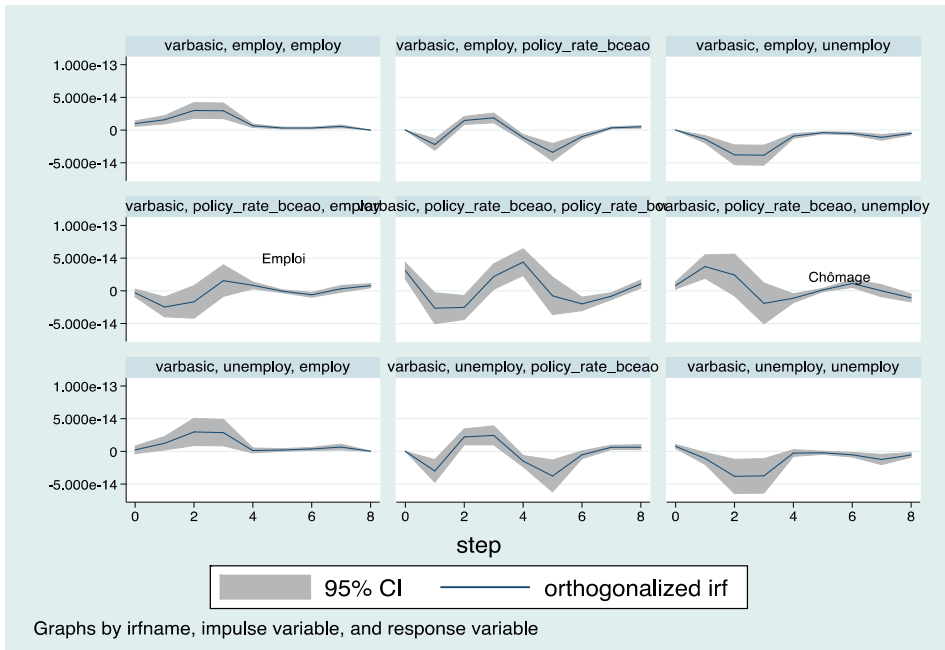 varbasic, employ, employ
varbasic, employ, policy_rate_bceao
varbasic, employ, unemploy
1.000e-13
5.000e-14
0
-5.000e-14
varbasic, policy_rate_bceao, employ
varbasic, policy_rate_bceao, policy_rate_bceao
varbasic, policy_rate_bceao, unemploy
1.000e-13
5.000e-14
0
-5.000e-14
Emploi
Chômage
varbasic, unemploy, employ
varbasic, unemploy, policy_rate_bceao
varbasic, unemploy, unemploy
1.000e-13
5.000e-14
0
-5.000e-14
0 2 4 6 8
0 2 4 6 8
0 2 4 6 8
step
95% CI
orthogonalized irf
Graphs by irfname, impulse variable, and response variable